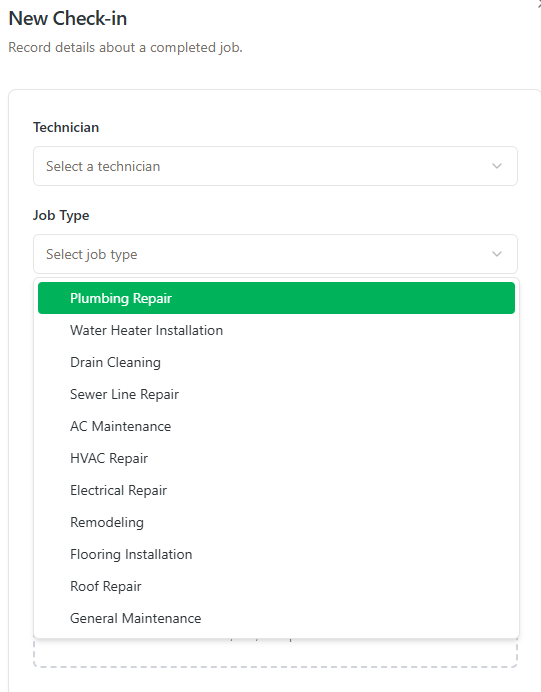 New Check-in
Record details about a completed job.
Technician
Select a technician
Job Type
Select job type
Plumbing Repair
Water Heater Installation
Drain Cleaning
Sewer Line Repair
AC Maintenance
HVAC Repair
Electrical Repair
Remodeling
Flooring Installation
Roof Repair
General Maintenance